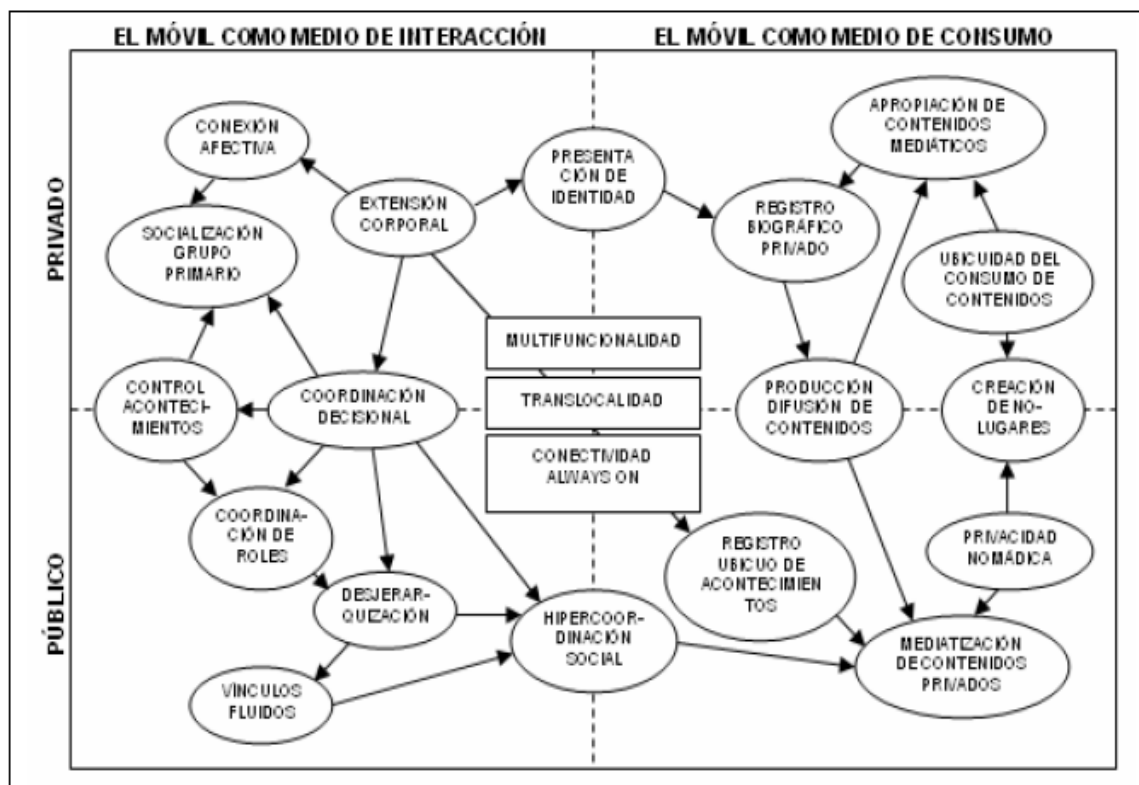 EL MÓVIL COMO MEDIO DE INTERACCIÓN
EL MÓVIL COMO MEDIO DE CONSUMO
PRIVADO
PÚBLICO
CONEXIÓN
AFECTIVA
EXTENSIÓN
CORPORAL
SOCIALIZACIÓN
GRUPO
PRIMARIO
PRESENTA
CIÓN DE
IDENTIDAD
APROPIACIÓN DE
CONTENIDOS
MEDIÁTICOS
REGISTRO
BIOGRÁFICO
PRIVADO
UBICUIDAD DEL
CONSUMO DE
CONTENIDOS
MULTIFUNCIONALIDAD
TRANSLOCALIDAD
CONECTIVIDAD
ALWAYS ON
CONTROL
ACONTECI-
MIENTOS
COORDINACIÓN
DECISIONAL
PRODUCCIÓN
DIFUSIÓN DE
CONTENIDOS
CREACIÓN
DE NO-
LUGARES
COORDINA-
CIÓN DE
ROLES
DESJERAR-
QUIZACIÓN
VÍNCULOS
FLUIDOS
HIPERCOOR-
DINACIÓN
SOCIAL
REGISTRO
UBICUO DE
ACONTECIMIEN
TOS
PRIVACIDAD
NOMÁDICA
MEDIATIZACIÓN
DE CONTENIDOS
PRIVADOS